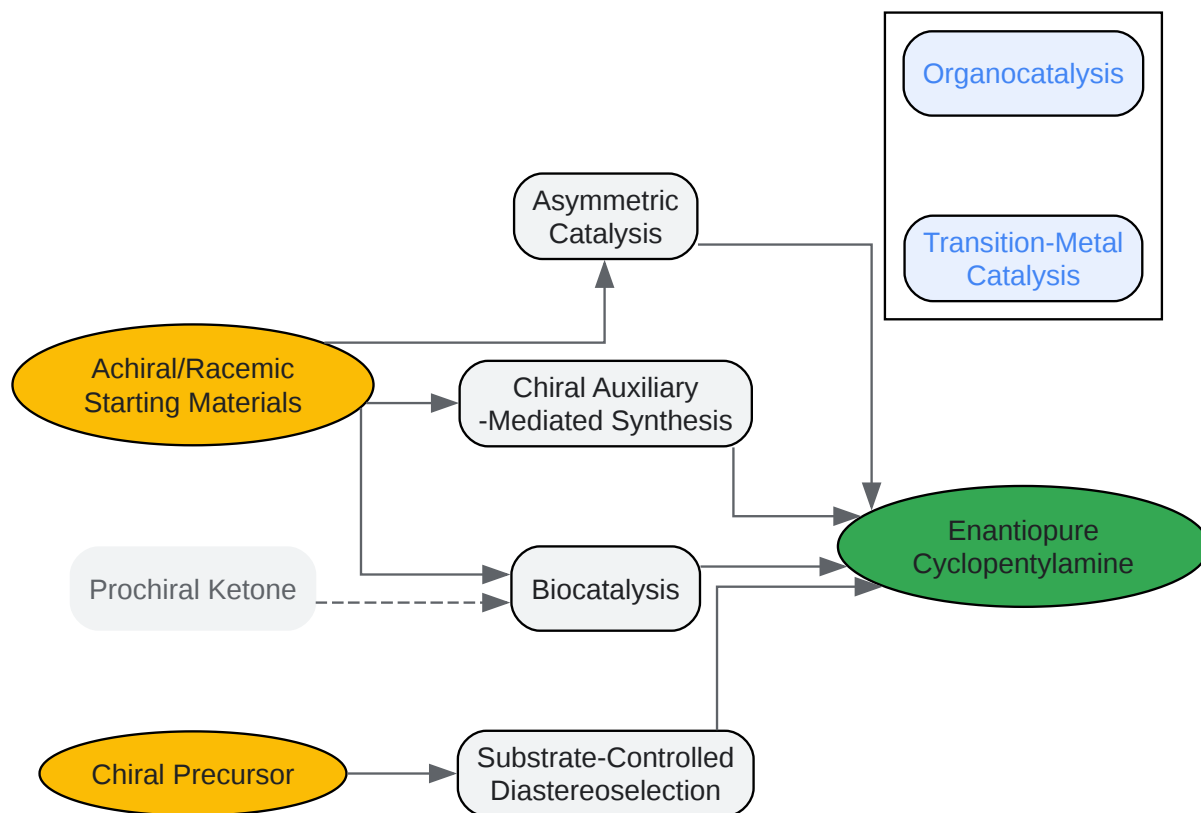 Organocatalysis
Asymmetric
Catalysis
Transition-Metal
Catalysis
Achiral/Racemic
Starting Materials
Chiral Auxiliary
-Mediated Synthesis
Enantiopure
Cyclopentylamine
Prochiral Ketone
Biocatalysis
Chiral Precursor
Substrate-Controlled
Diastereoselection